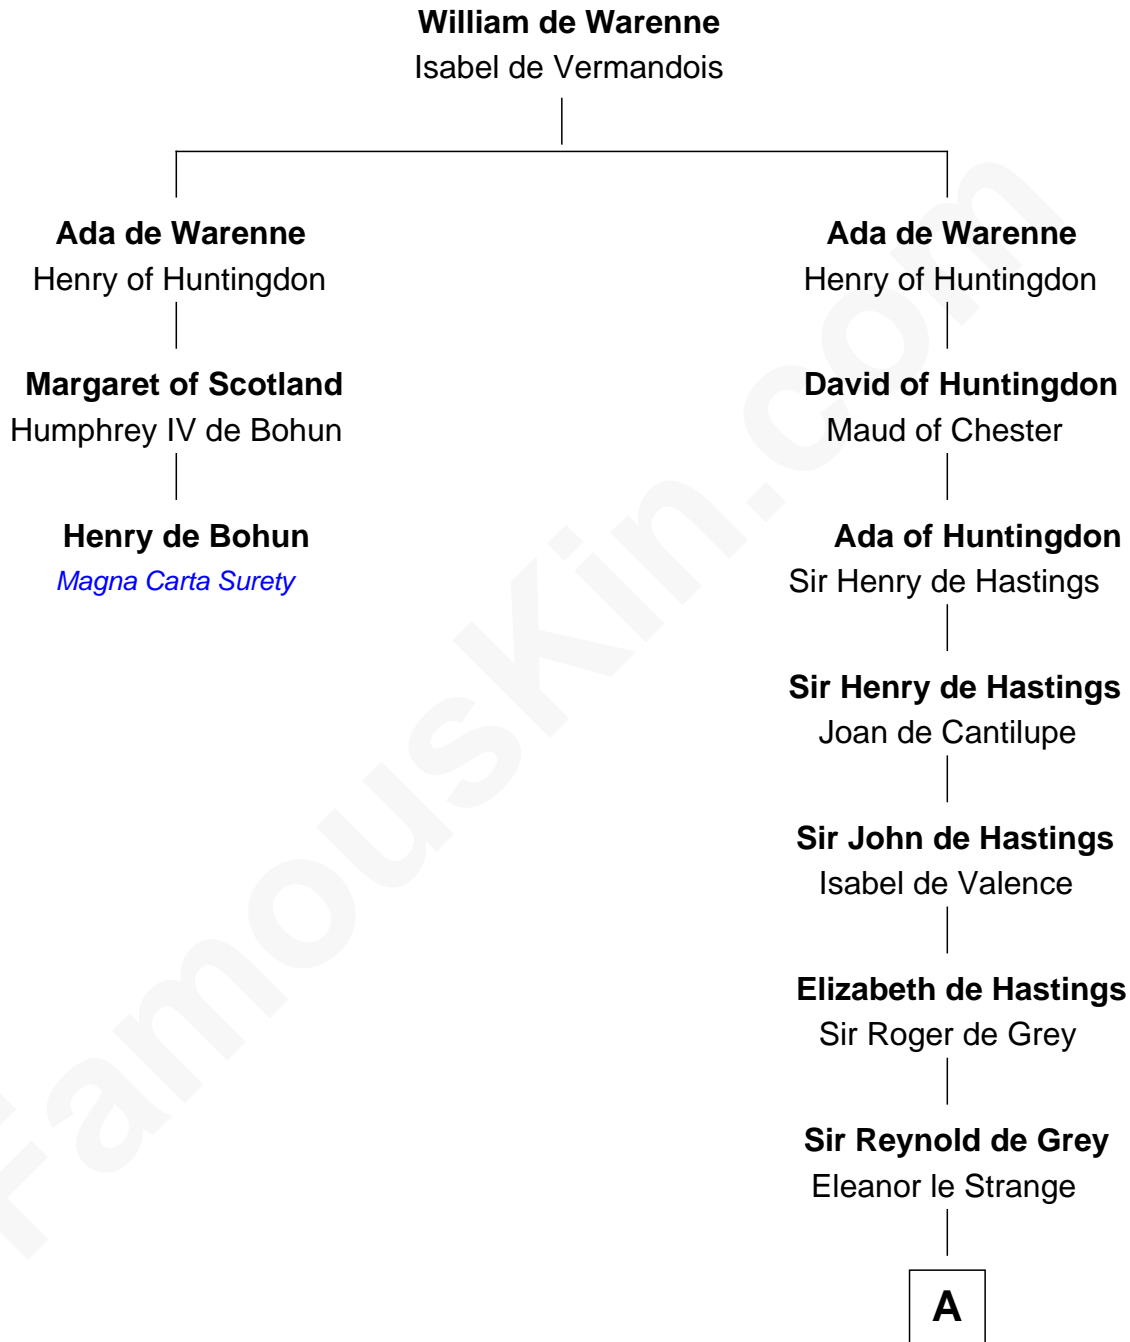 William de Warenne
Isabel de Vermandois
Ada de Warenne
Henry of Huntingdon
Margaret of Scotland
Humphrey IV de Bohun
Henry de Bohun
Magna Carta Surety
Ada de Warenne
Henry of Huntingdon
David of Huntingdon
Maud of Chester
Ada of Huntingdon
Sir Henry de Hastings
Sir Henry de Hastings
Joan de Cantilupe
Sir John de Hastings
Isabel de Valence
Elizabeth de Hastings
Sir Roger de Grey
Sir Reynold de Grey
Eleanor le Strange
A
FamousKin.com